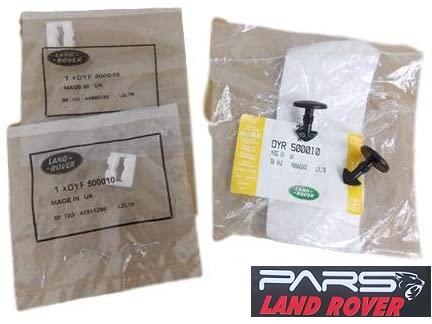 LAND
ROVER
1 x DYF 500010
MADE IN UK
LAND
ROVER
1 x DYF 500010
MADE IN UK
DYR 500010
MADE IN UK
LAND
ROVER
PARS
LAND ROVER